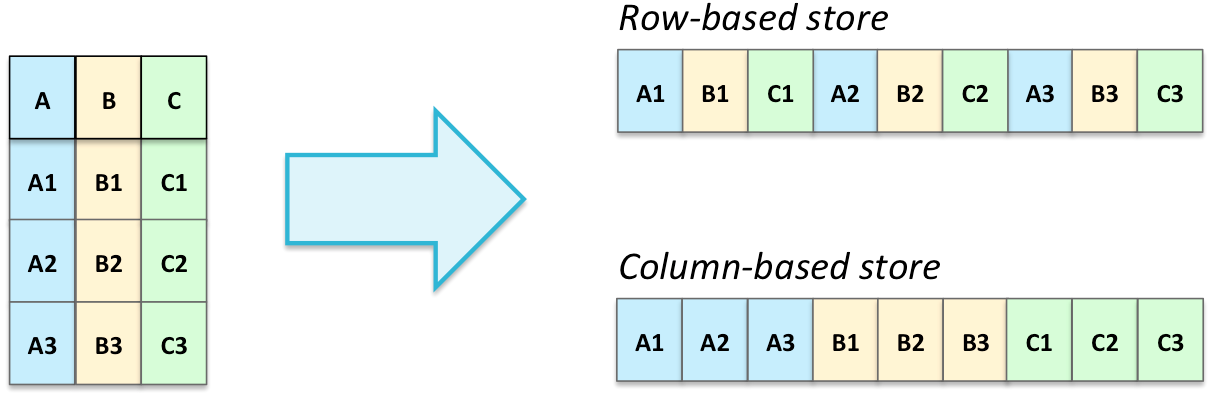 A B C
A1 B1 C1
A2 B2 C2
A3 B3 C3
Row-based store
A1 B1 C1 A2 B2 C2 A3 B3 C3
Column-based store
A1 A2 A3 B1 B2 B3 C1 C2 C3